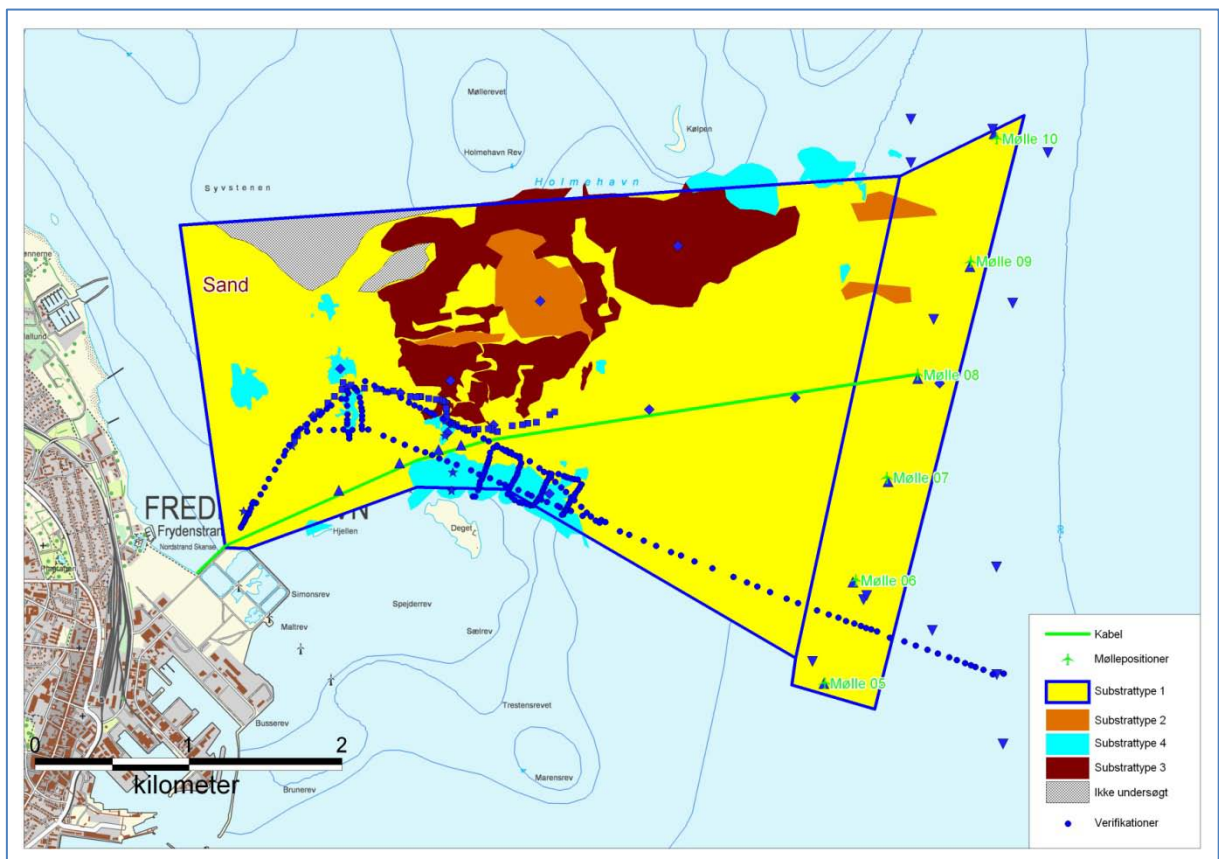 Møllerevet
Kølpen
Mølle 10
Holmehavn Rev
Holmehavn
Syvstenen
Mølle 09
Sand
Mølle 08
Mølle 07
FRED
N
Frydenstran
Hjellen
Deget
Nordstrand Skanse
Mølle 06
Simonsrev
Spejderrev
Maltrev
Sælrev
Mølle 05
Trestensrevet
Busserev
Marensrev
Brunerev
0 1 2
kilometer
Kabel
Møllepositioner
Substrattype 1
Substrattype 2
Substrattype 4
Substrattype 3
Ikke undersøgt
Verifikationer